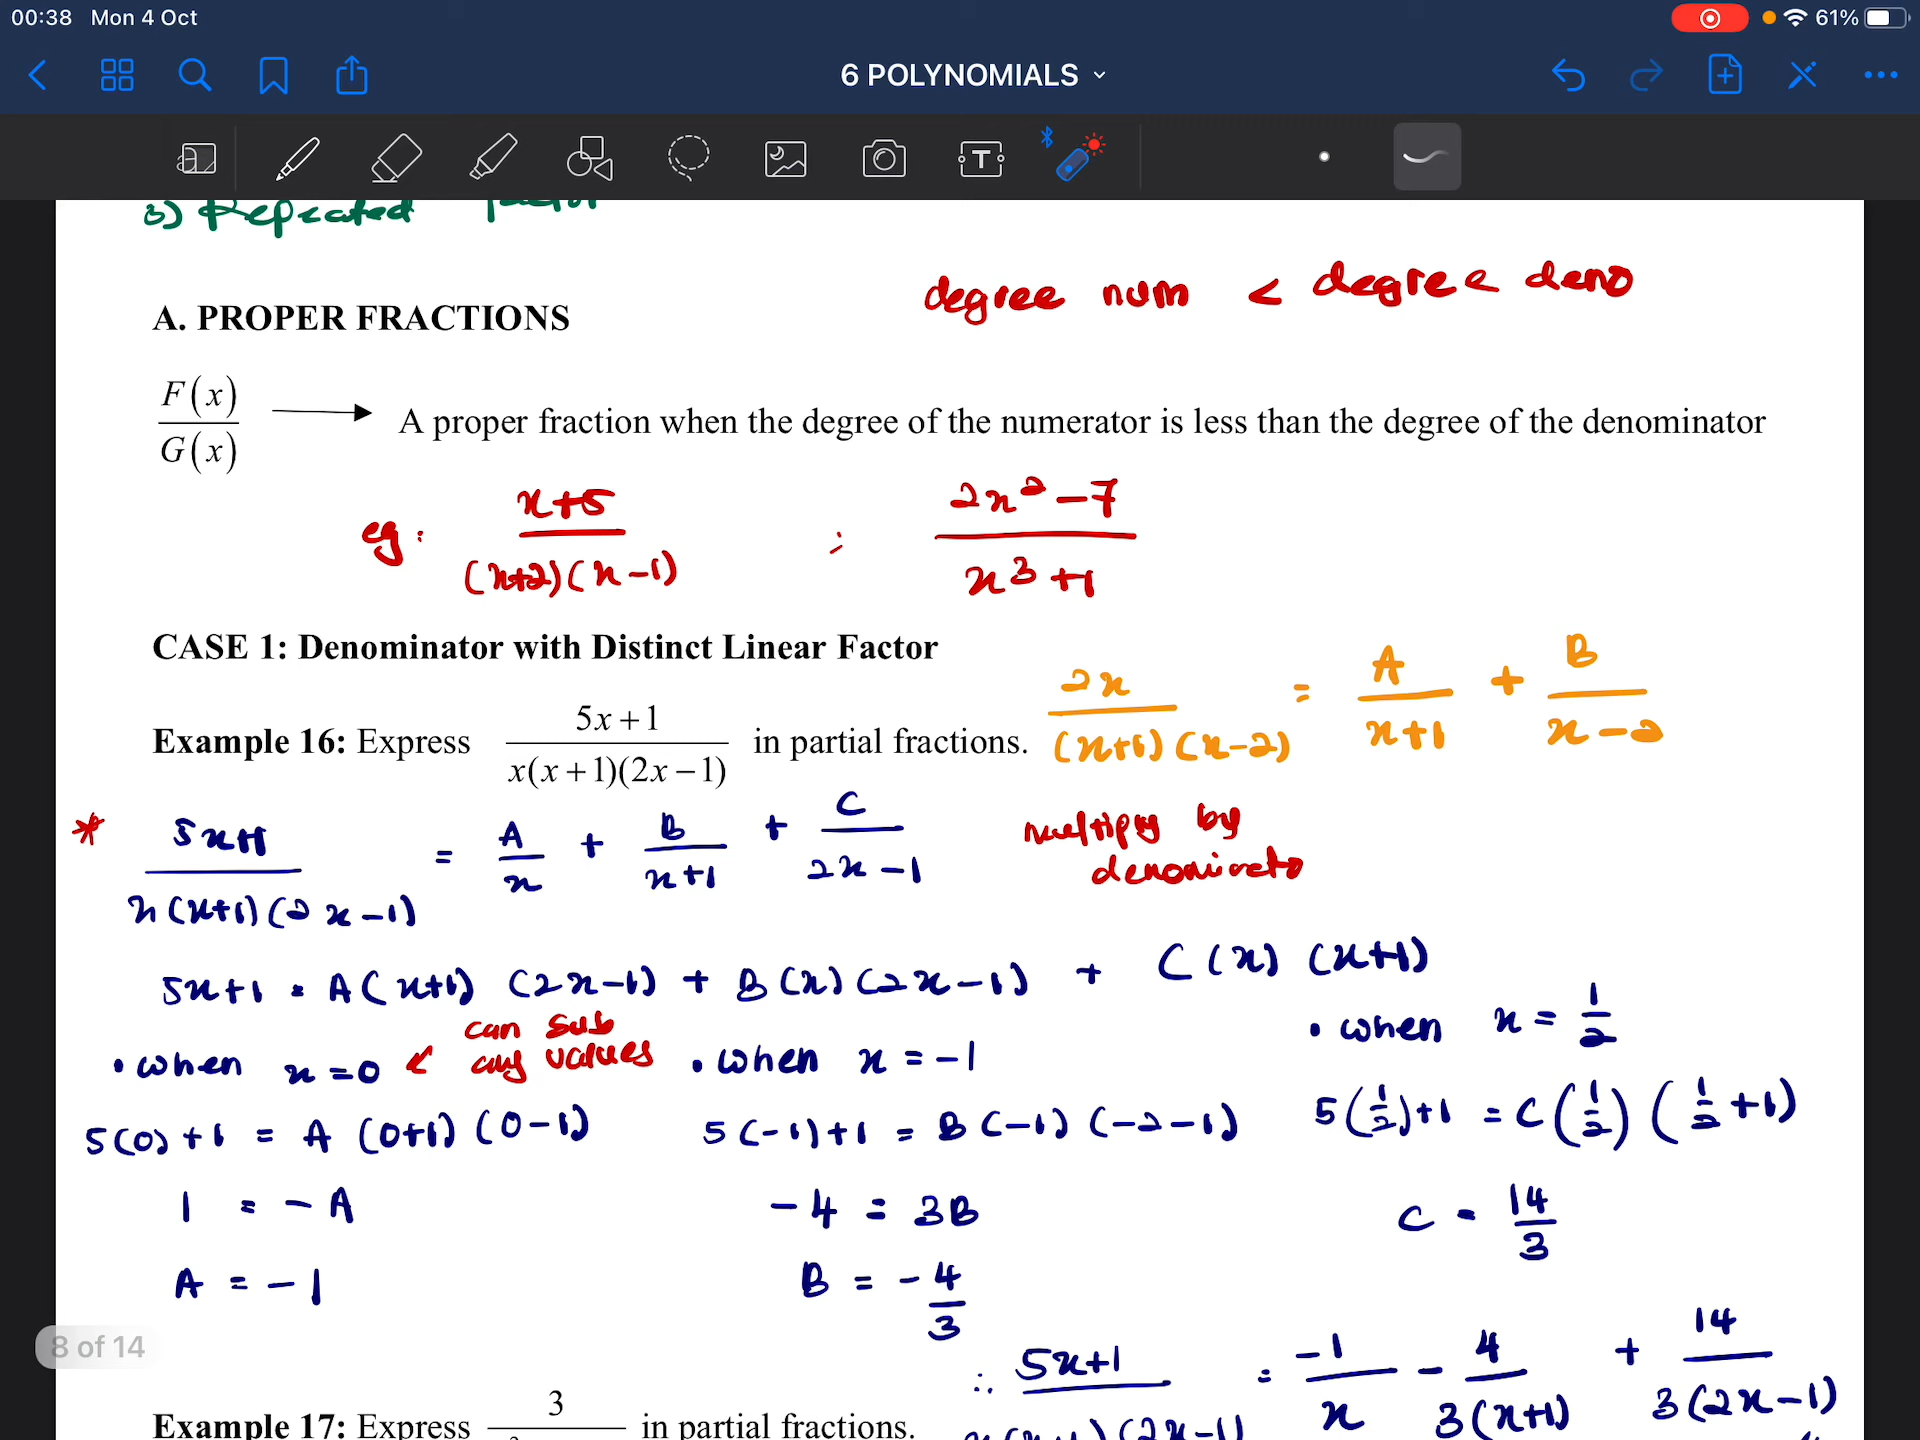 00:38 Mon 4 Oct 61%
6 POLYNOMIALS
3) Repeated factor
degree num < degree deno
A. PROPER FRACTIONS
F(x)/G(x) → A proper fraction when the degree of the numerator is less than the degree of the denominator
eg: (x+5)/((x+2)(x-1)) ; (2x²-7)/(x³+1)
CASE 1: Denominator with Distinct Linear Factor
2x/((x+1)(x-2)) = A/(x+1) + B/(x-2)
Example 16: Express (5x+1)/(x(x+1)(2x-1)) in partial fractions.
* (5x+1)/(x(x+1)(2x-1)) = A/x + B/(x+1) + C/(2x-1)
multiply by
denominato
5x+1 = A(x+1)(2x-1) + B(x)(2x-1) + C(x)(x+1)
• when x=0 < can sub any values
5(0)+1 = A(0+1)(0-1)
1 = -A
A = -1
• when x = -1
5(-1)+1 = B(-1)(-2-1)
-4 = 3B
B = -4/3
• when x = 1/2
5(1/2)+1 = C(1/2)(1/2+1)
C = 14/3
8 of 14
∴ (5x+1)/(x(x+1)(2x-1)) = -1/x - 4/(3(x+1)) + 14/(3(2x-1))
Example 17: Express 3 in partial fractions.